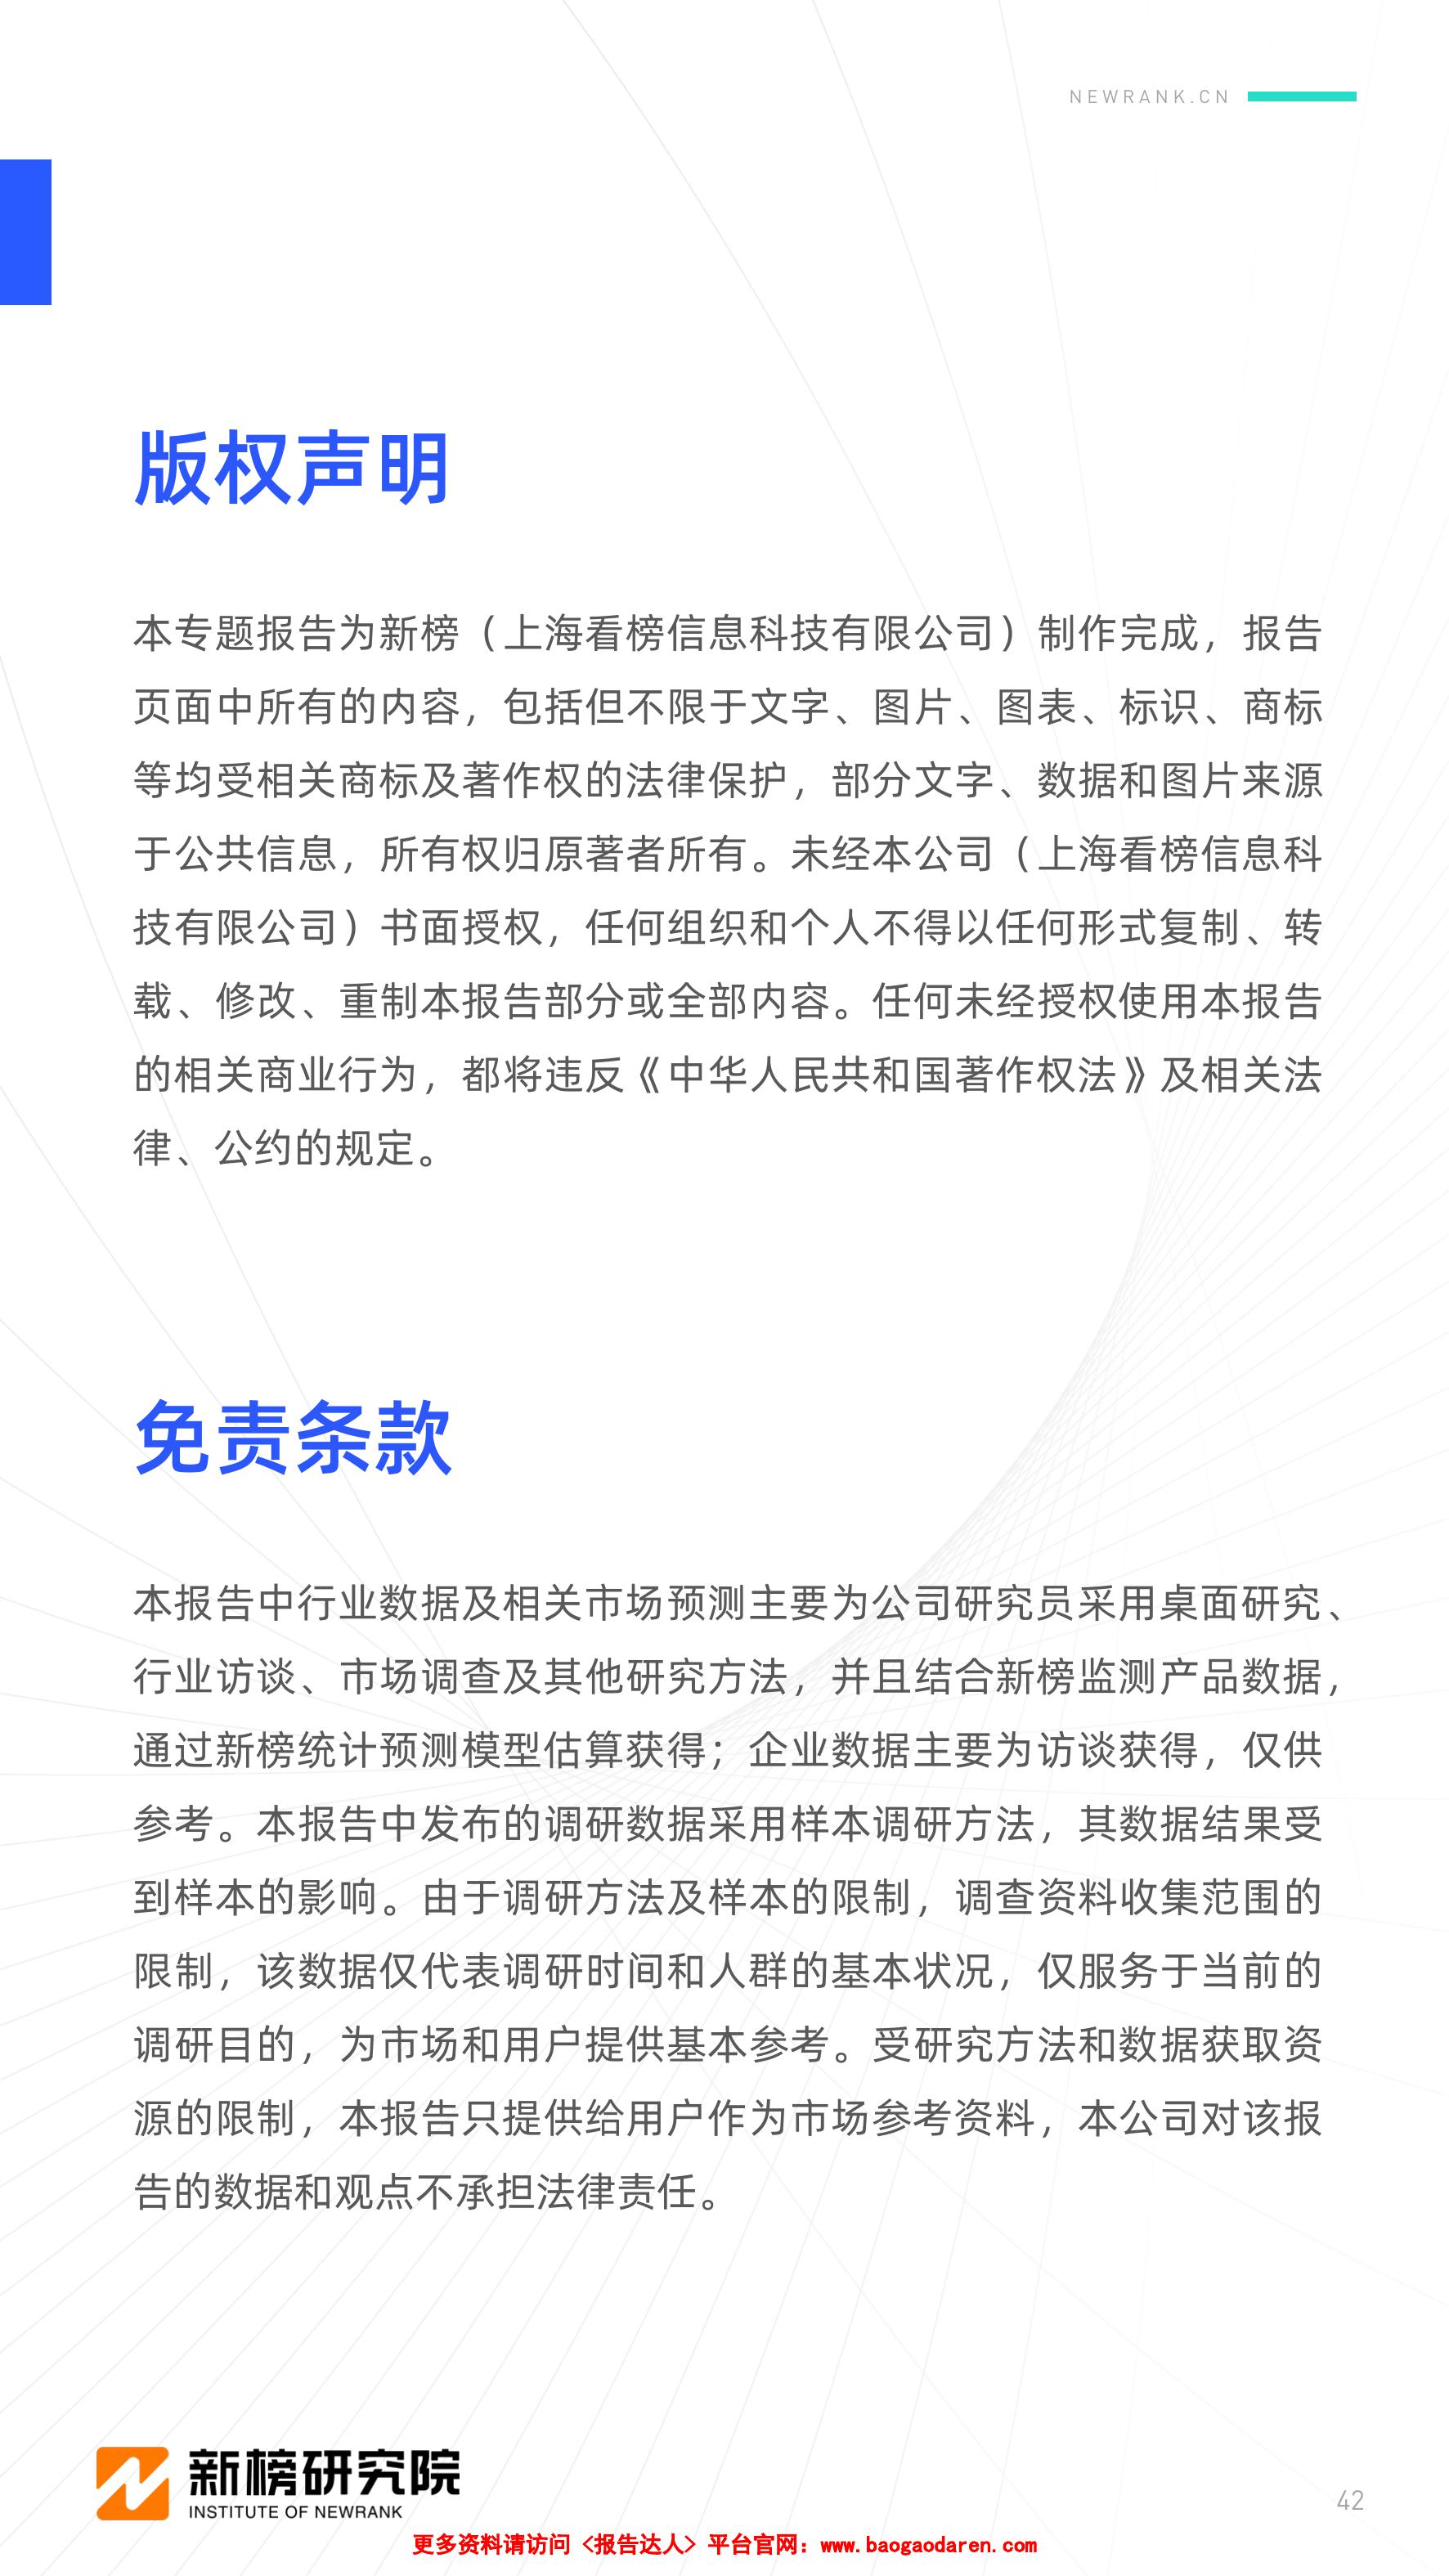 NEWRANK.CN
版权声明
本专题报告为新榜（上海看榜信息科技有限公司）制作完成，报告
页面中所有的内容，包括但不限于文字、图片、图表、标识、商标
等均受相关商标及著作权的法律保护，部分文字、数据和图片来源
于公共信息，所有权归原著者所有。未经本公司（上海看榜信息科
技有限公司）书面授权，任何组织和个人不得以任何形式复制、转
载、修改、重制本报告部分或全部内容。任何未经授权使用本报告
的相关商业行为，都将违反《中华人民共和国著作权法》及相关法
律、公约的规定。
免责条款
本报告中行业数据及相关市场预测主要为公司研究员采用桌面研究、
行业访谈、市场调查及其他研究方法，并且结合新榜监测产品数据，
通过新榜统计预测模型估算获得；企业数据主要为访谈获得，仅供
参考。本报告中发布的调研数据采用样本调研方法，其数据结果受
到样本的影响。由于调研方法及样本的限制，调查资料收集范围的
限制，该数据仅代表调研时间和人群的基本状况，仅服务于当前的
调研目的，为市场和用户提供基本参考。受研究方法和数据获取资
源的限制，本报告只提供给用户作为市场参考资料，本公司对该报
告的数据和观点不承担法律责任。
新榜研究院
INSTITUTE OF NEWRANK
42
更多资料请访问<报告达人>平台官网：www.baogaodaren.com